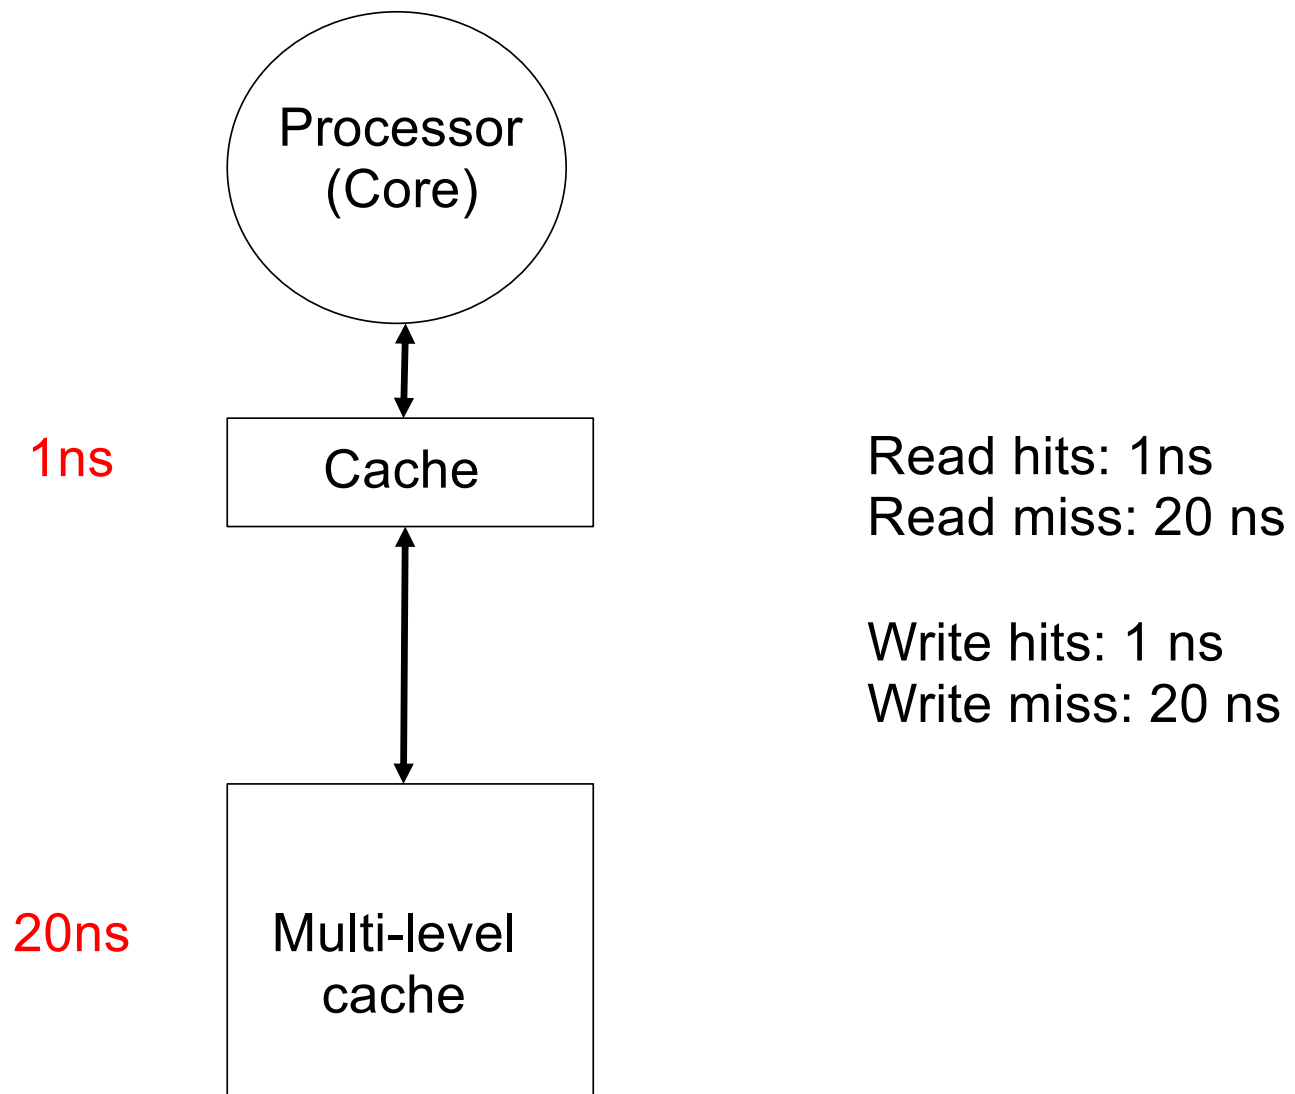 Processor
(Core)
1ns
Cache
Read hits: 1ns
Read miss: 20 ns
Write hits: 1 ns
Write miss: 20 ns
20ns
Multi-level
cache